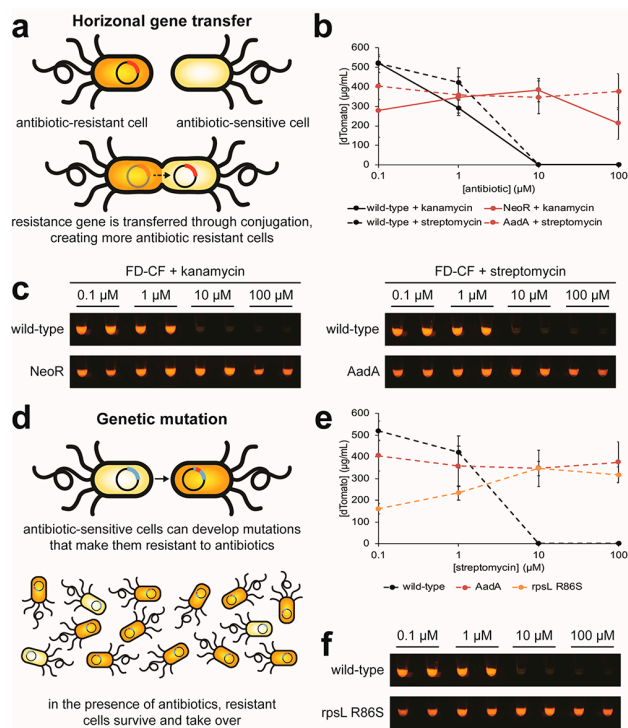 a
Horizonal gene transfer
antibiotic-resistant cell
antibiotic-sensitive cell
resistance gene is transferred through conjugation,
creating more antibiotic resistant cells
b
600
500
400
300
200
100
0
[dTomato] (µg/mL)
0.1
1
10
100
[antibiotic] (µM)
wild-type + kanamycin
NeoR + kanamycin
wild-type + streptomycin
AadA + streptomycin
c
FD-CF + kanamycin
0.1 µM 1 µM 10 µM 100 µM
wild-type
NeoR
FD-CF + streptomycin
0.1 µM 1 µM 10 µM 100 µM
wild-type
AadA
d
Genetic mutation
antibiotic-sensitive cells can develop mutations
that make them resistant to antibiotics
in the presence of antibiotics, resistant
cells survive and take over
e
600
500
400
300
200
100
0
[dTomato] (µg/mL)
0.1
1
10
100
[streptomycin] (µM)
wild-type
AadA
rpsL R86S
f
0.1 µM 1 µM 10 µM 100 µM
wild-type
rpsL R86S